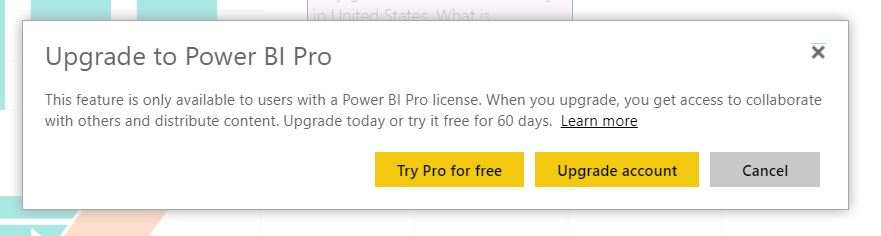 in United States. What is
Upgrade to Power BI Pro
This feature is only available to users with a Power BI Pro license. When you upgrade, you get access to collaborate
with others and distribute content. Upgrade today or try it free for 60 days. Learn more
Try Pro for free Upgrade account Cancel